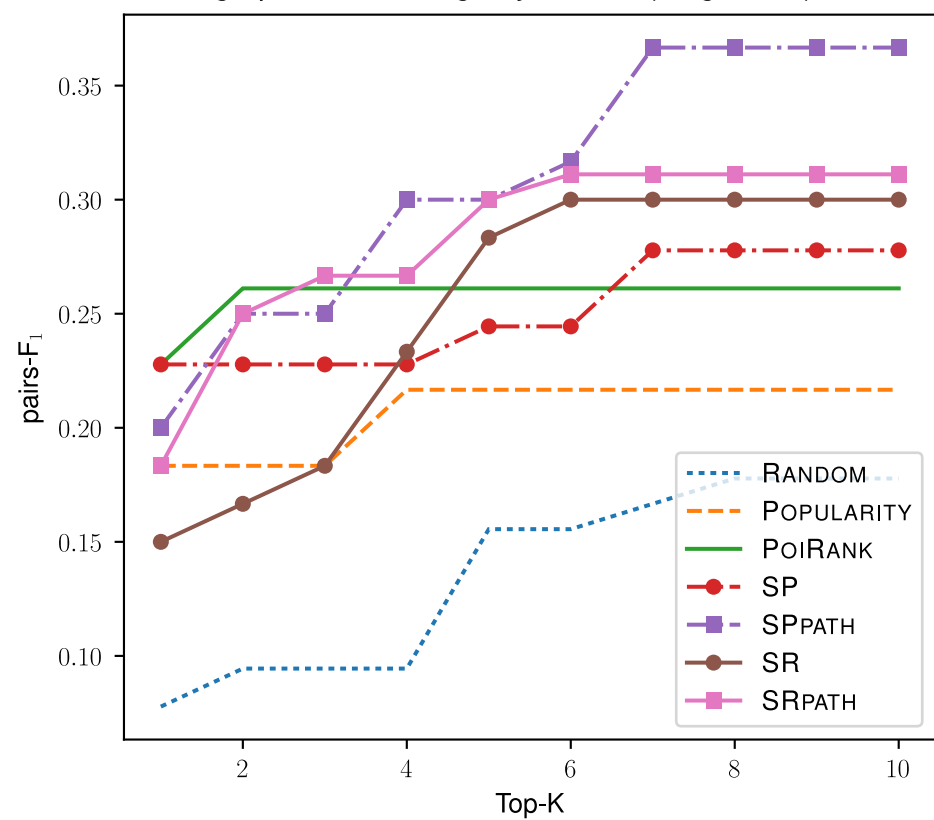 0.35
0.30
0.25
0.20
0.15
0.10
pairs-F₁
2 4 6 8 10
Top-K
RANDOM
POPULARITY
POIRANK
SP
SPPATH
SR
SRPATH